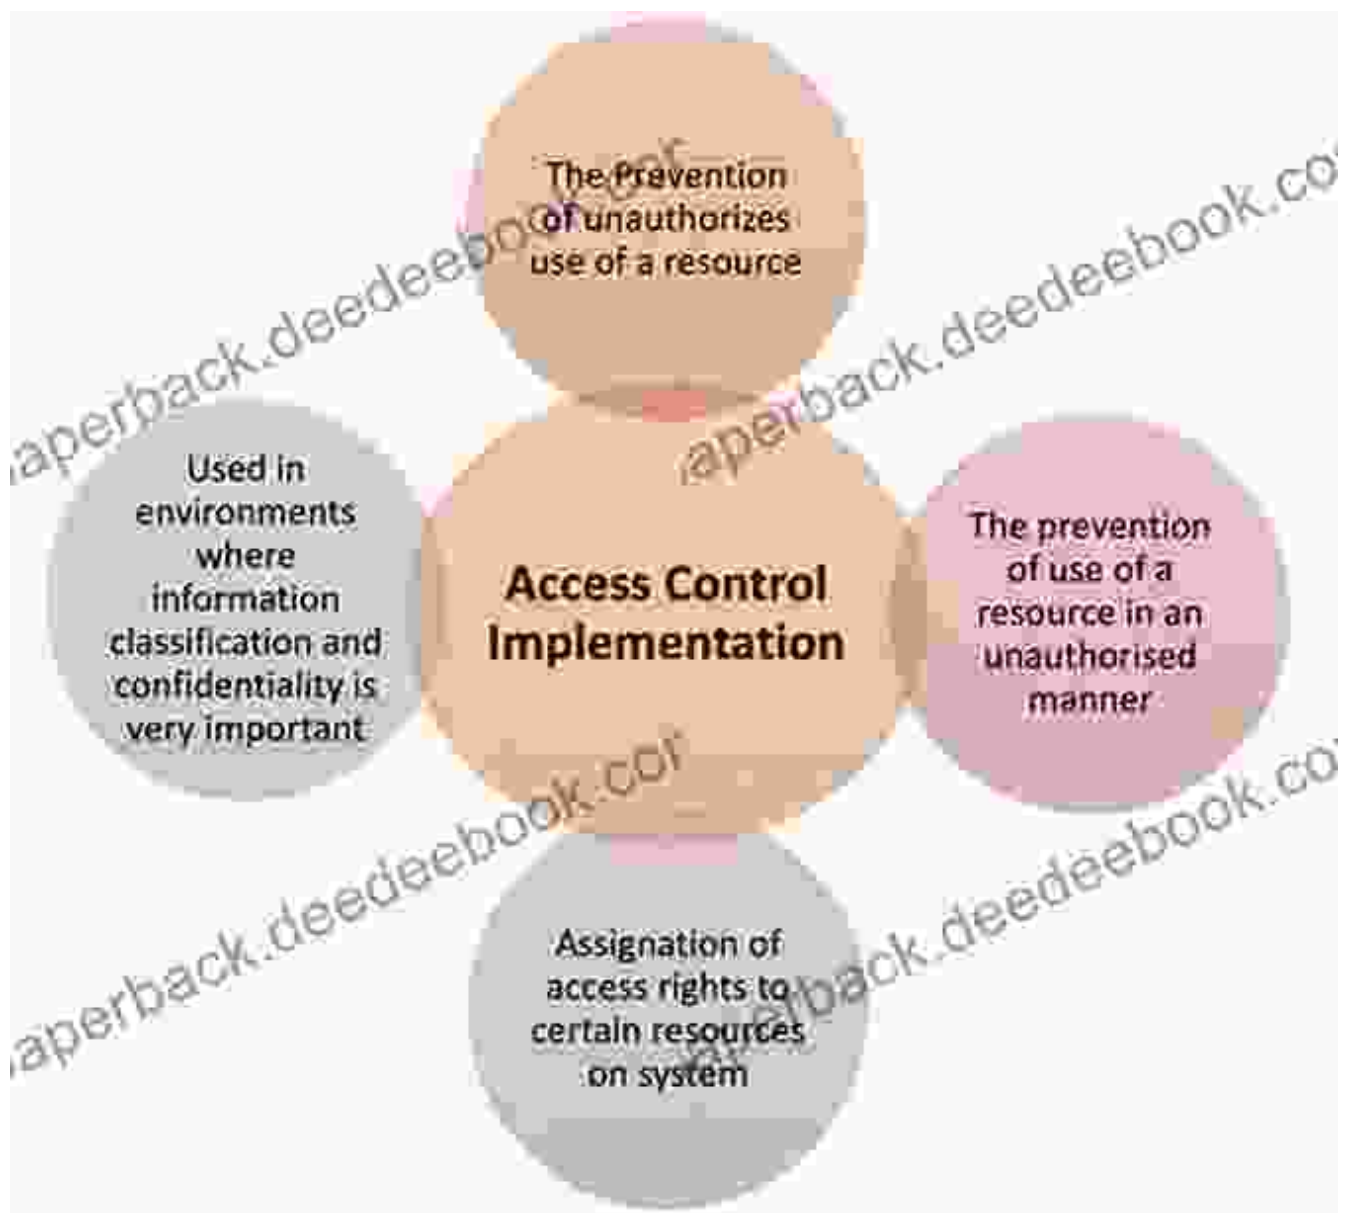 The Prevention
of unauthorizes
use of a resource
Used in
environments
where
information
classification and
confidentiality is
very important
Access Control
Implementation
The prevention
of use of a
resource in an
unauthorised
manner
Assignation of
access rights to
certain resources
on system
aperback.deedeebook.cor
aperback.deedeebook.co
aperback.deedeebook.cor
aperback.deedeebook.co